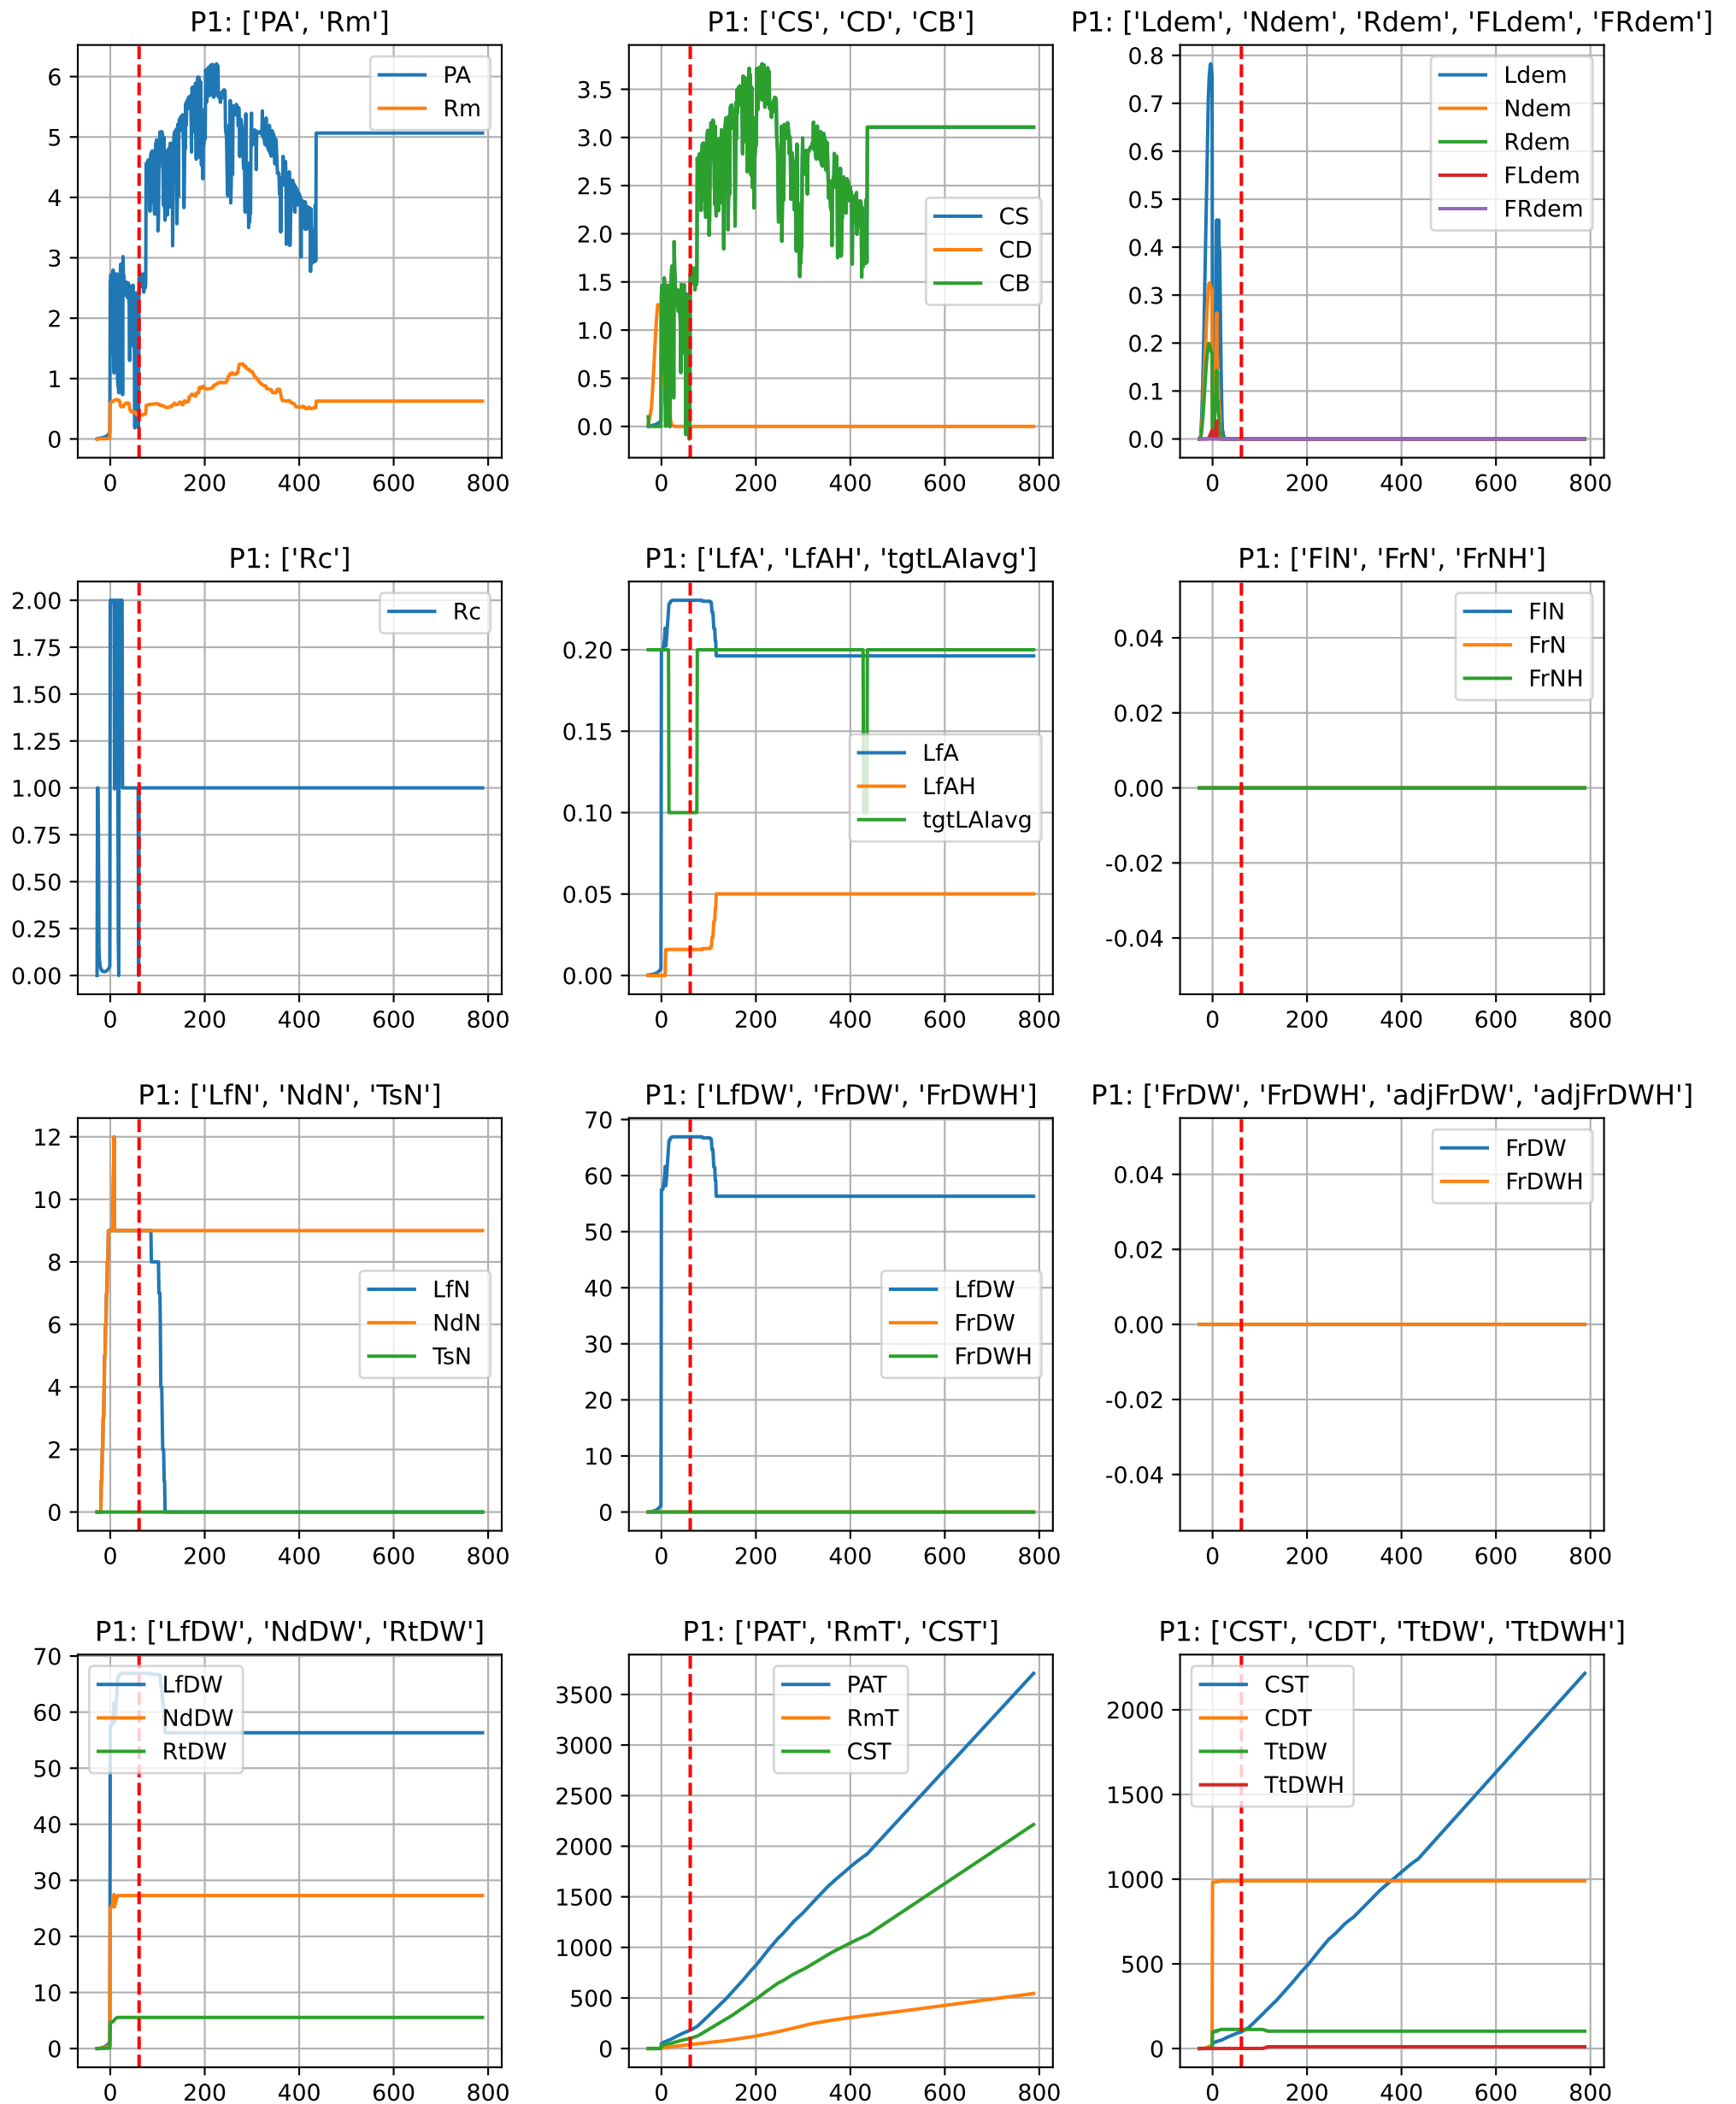 P1: ['PA', 'Rm']
6
5
4
3
2
1
0
PA
Rm
0 200 400 600 800
P1: ['CS', 'CD', 'CB']
3.5
3.0
2.5
2.0
1.5
1.0
0.5
0.0
CS
CD
CB
0 200 400 600 800
P1: ['Ldem', 'Ndem', 'Rdem', 'FLdem', 'FRdem']
0.8
0.7
0.6
0.5
0.4
0.3
0.2
0.1
0.0
Ldem
Ndem
Rdem
FLdem
FRdem
0 200 400 600 800
P1: ['Rc']
2.00
1.75
1.50
1.25
1.00
0.75
0.50
0.25
0.00
Rc
0 200 400 600 800
P1: ['LfA', 'LfAH', 'tgtLAIavg']
0.20
0.15
0.10
0.05
0.00
LfA
LfAH
tgtLAIavg
0 200 400 600 800
P1: ['FlN', 'FrN', 'FrNH']
0.04
0.02
0.00
-0.02
-0.04
FlN
FrN
FrNH
0 200 400 600 800
P1: ['LfN', 'NdN', 'TsN']
12
10
8
6
4
2
0
LfN
NdN
TsN
0 200 400 600 800
P1: ['LfDW', 'FrDW', 'FrDWH']
70
60
50
40
30
20
10
0
LfDW
FrDW
FrDWH
0 200 400 600 800
P1: ['FrDW', 'FrDWH', 'adjFrDW', 'adjFrDWH']
0.04
0.02
0.00
-0.02
-0.04
FrDW
FrDWH
0 200 400 600 800
P1: ['LfDW', 'NdDW', 'RtDW']
70
60
50
40
30
20
10
0
LfDW
NdDW
RtDW
0 200 400 600 800
P1: ['PAT', 'RmT', 'CST']
3500
3000
2500
2000
1500
1000
500
0
PAT
RmT
CST
0 200 400 600 800
P1: ['CST', 'CDT', 'TtDW', 'TtDWH']
2000
1500
1000
500
0
CST
CDT
TtDW
TtDWH
0 200 400 600 800